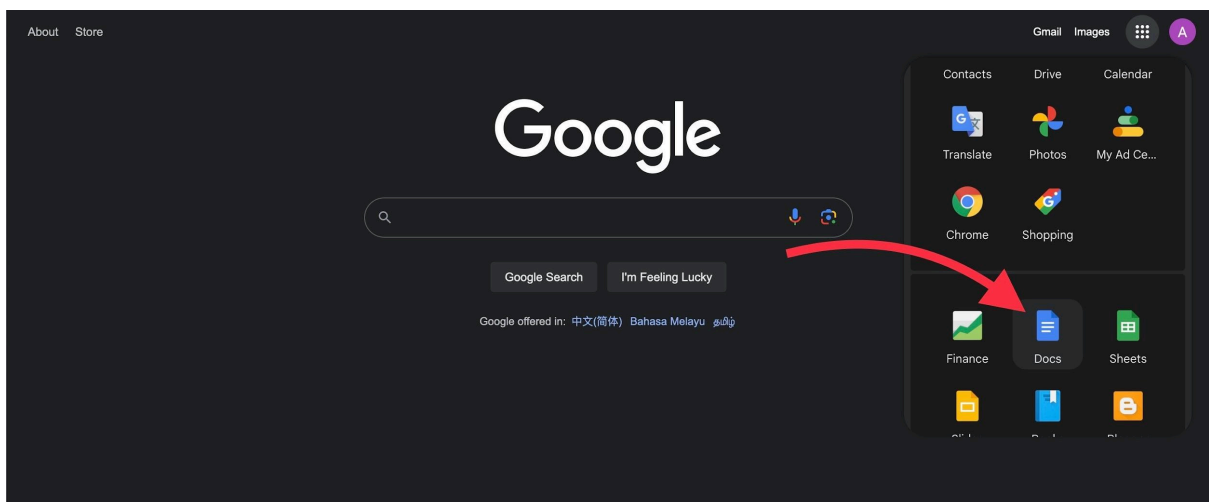 About Store
Gmail Images
A
Contacts Drive Calendar
Google
Translate Photos My Ad Ce...
Chrome Shopping
Google Search I'm Feeling Lucky
Google offered in: 中文(简体) Bahasa Melayu தமிழ்
Finance Docs Sheets